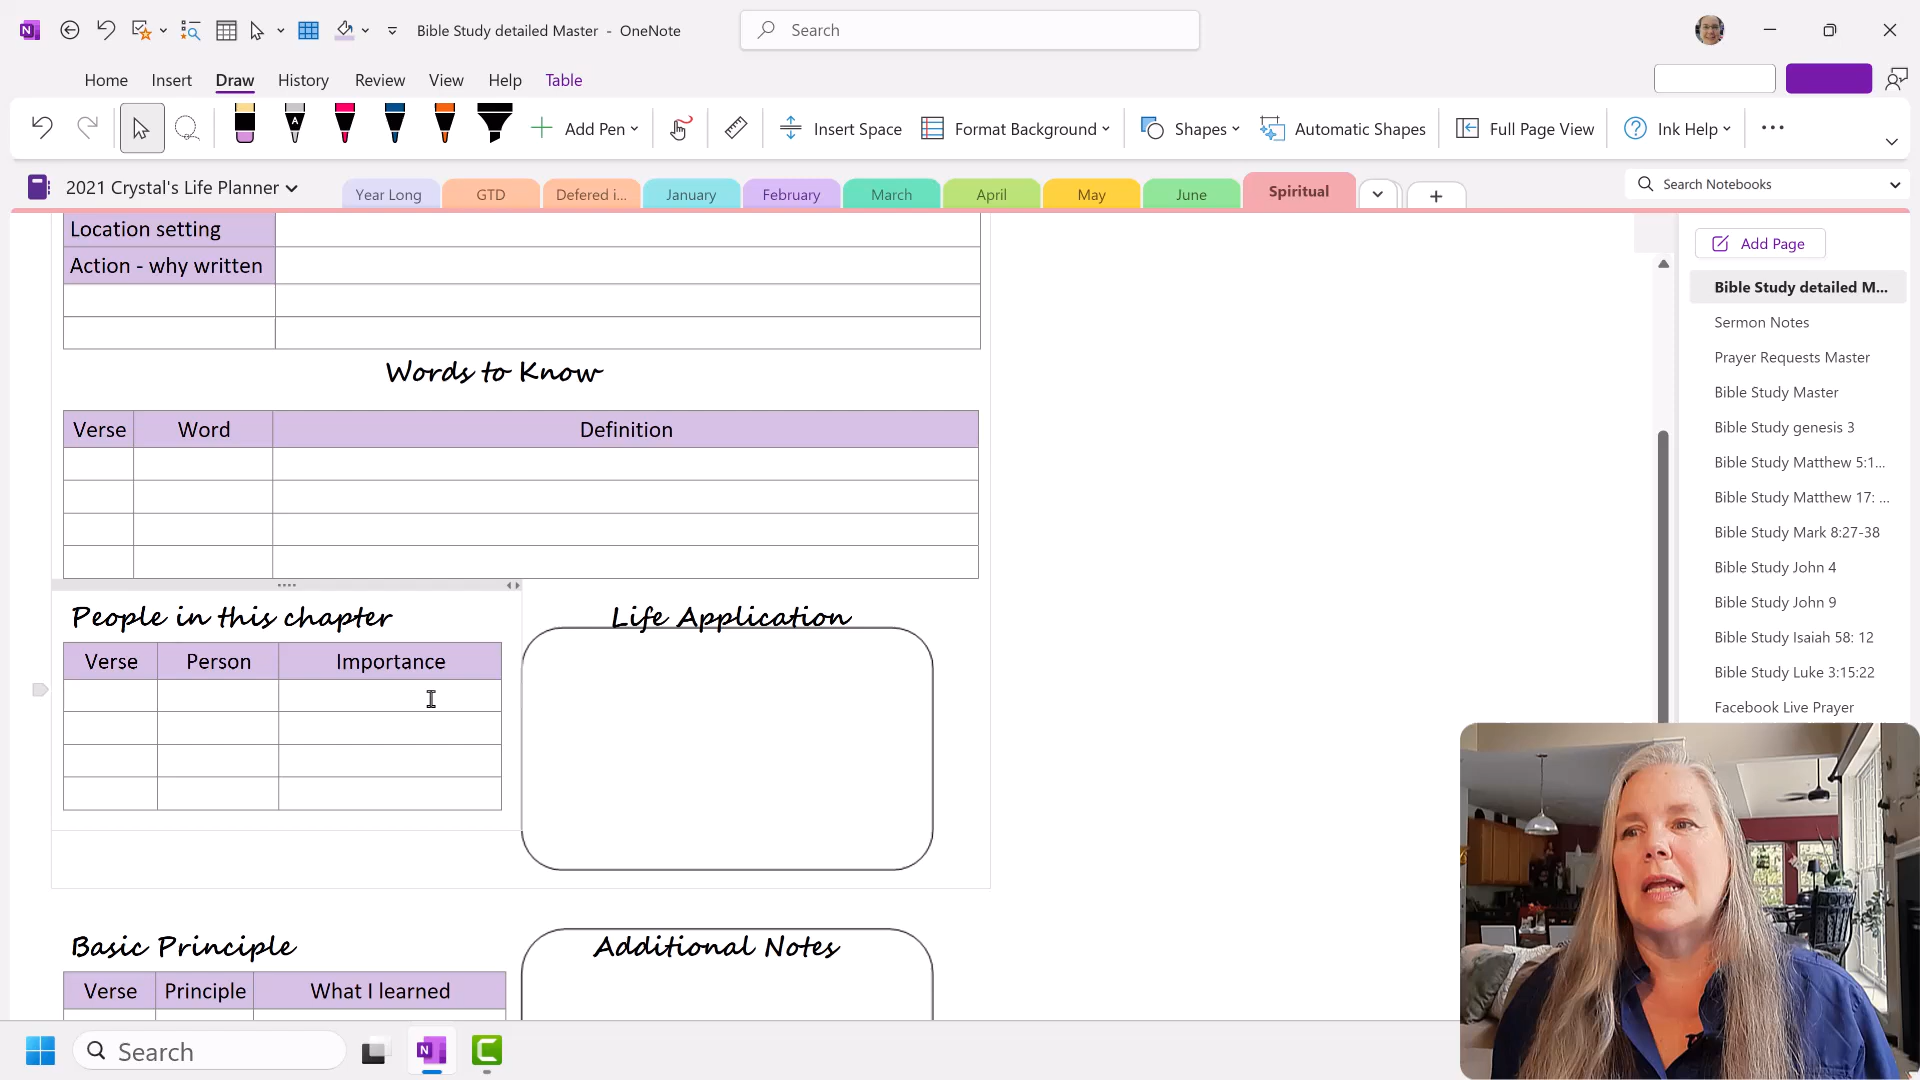 Bible Study detailed Master - OneNote
Search
Home Insert Draw History Review View Help Table
A
Add Pen
Insert Space
Format Background
Shapes
Automatic Shapes
Full Page View
Ink Help
2021 Crystal's Life Planner
Year Long
GTD
Defered i...
January
February
March
April
May
June
Spiritual
Search Notebooks
Location setting
Action - why written
Words to Know
Verse Word Definition
People in this chapter
Verse Person Importance
Life Application
Basic Principle
Verse Principle What I learned
Additional Notes
Add Page
Bible Study detailed M...
Sermon Notes
Prayer Requests Master
Bible Study Master
Bible Study genesis 3
Bible Study Matthew 5:1...
Bible Study Matthew 17: ...
Bible Study Mark 8:27-38
Bible Study John 4
Bible Study John 9
Bible Study Isaiah 58: 12
Bible Study Luke 3:15:22
Facebook Live Prayer
Search